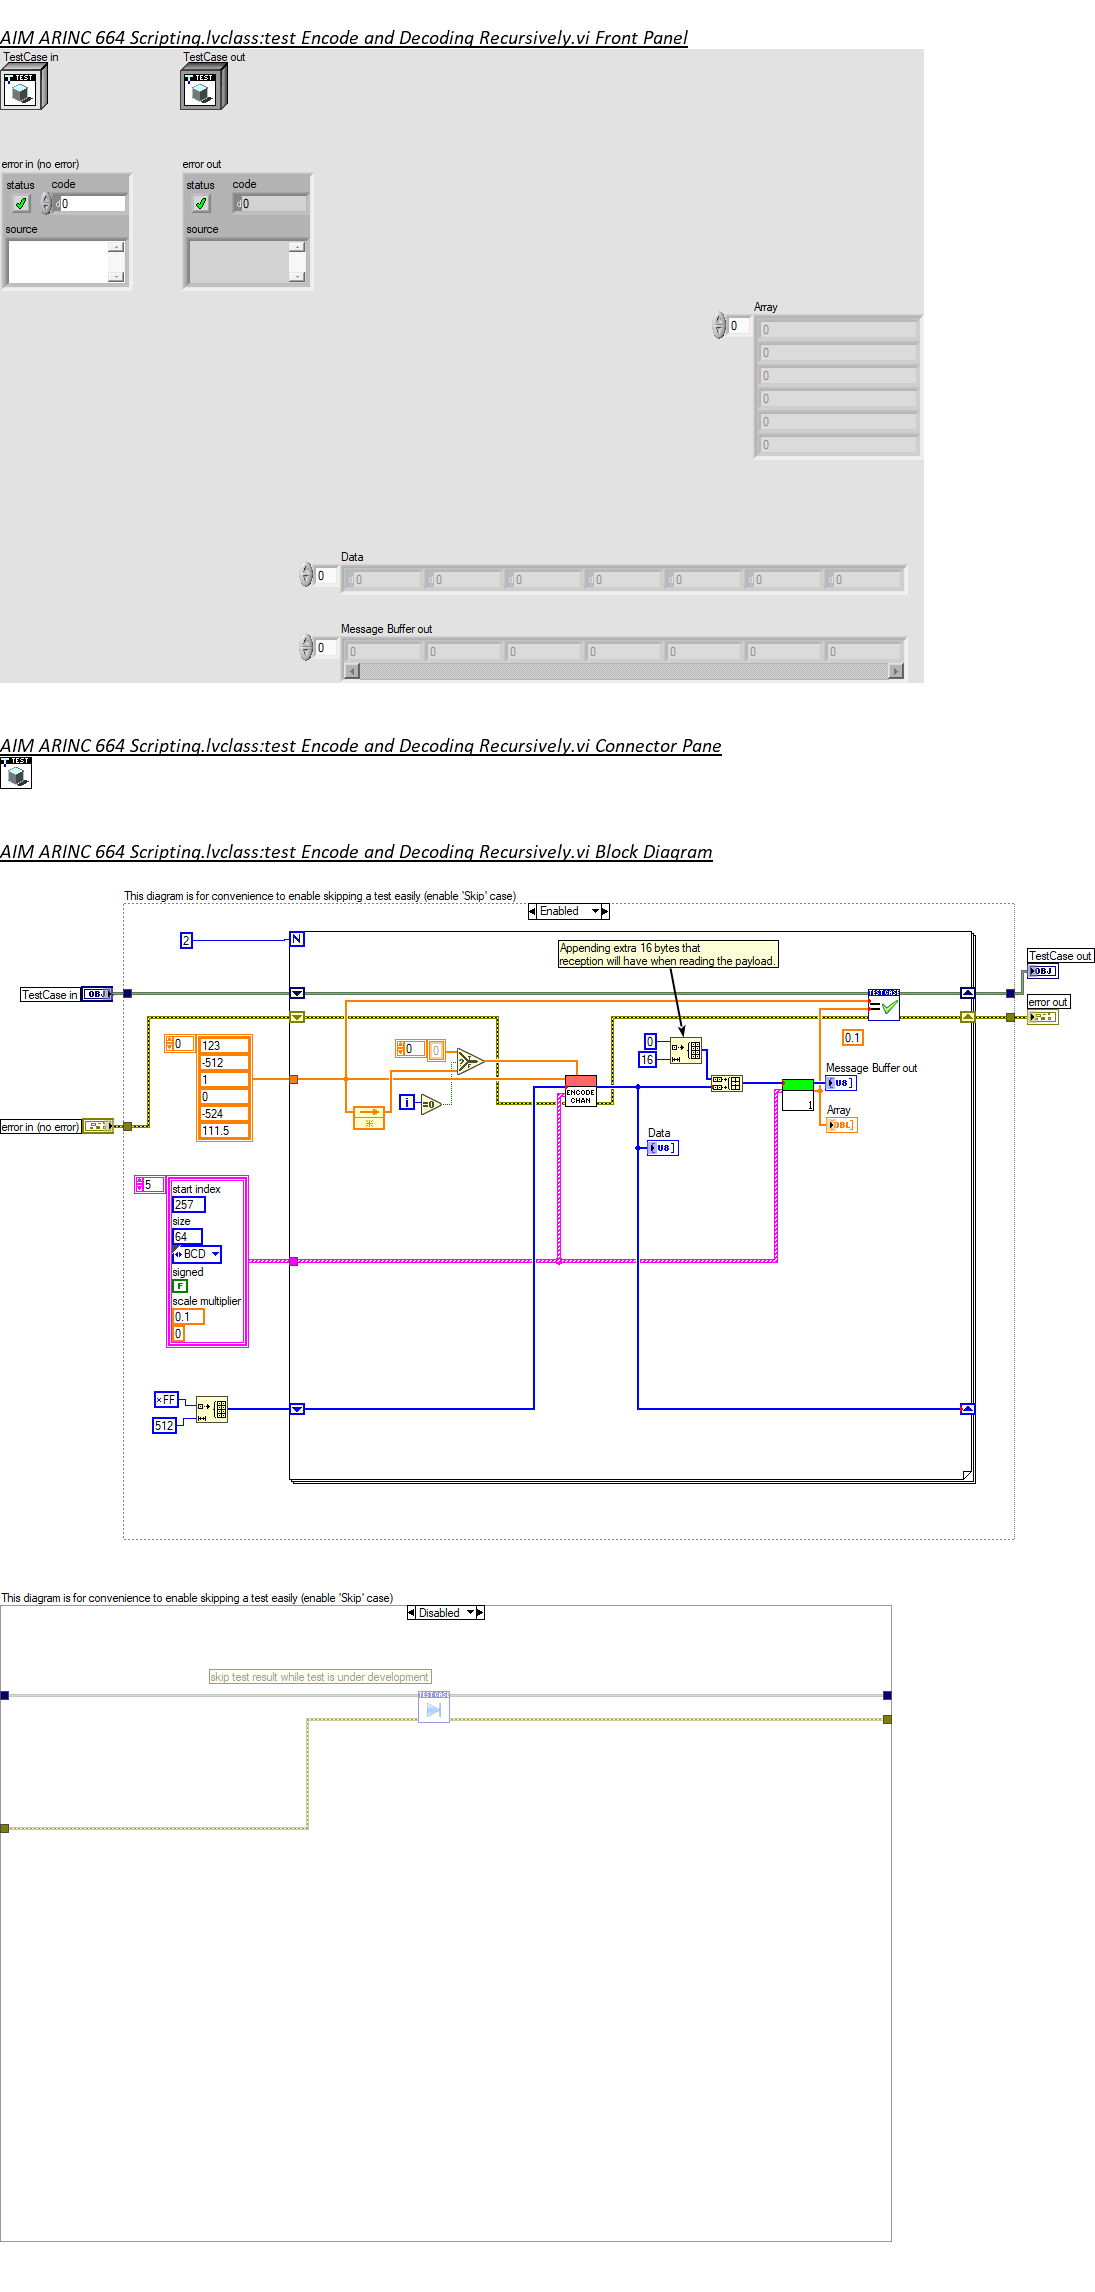 AIM ARINC 664 Scripting.lvclass:test Encode and Decoding Recursively.vi Front Panel
TestCase in
TestCase out
TEST
TEST
error in (no error)
error out
status
code
status
code
d 0
d 0
source
source
Array
0
0
0
0
0
0
0
Data
0
d 0
d 0
d 0
d 0
d 0
d 0
d 0
Message Buffer out
0
0
0
0
0
0
0
0
AIM ARINC 664 Scripting.lvclass:test Encode and Decoding Recursively.vi Connector Pane
TEST
AIM ARINC 664 Scripting.lvclass:test Encode and Decoding Recursively.vi Block Diagram
This diagram is for convenience to enable skipping a test easily (enable 'Skip' case)
Enabled
2
N
Appending extra 16 bytes that
reception will have when reading the payload.
TestCase out
OBJ
TestCase in
OBJ
TEST CASE
error out
0
123
-512
1
0
-524
111.5
0
0
T
?
F
0
16
0.1
i
=0
ENCODE
CHAN
Message Buffer out
U8 ]
1
Array
DBL]
error in (no error)
Data
U8 ]
5
start index
257
size
64
BCD
signed
F
scale multiplier
0.1
0
xFF
512
This diagram is for convenience to enable skipping a test easily (enable 'Skip' case)
Disabled
skip test result while test is under development
TEST CASE